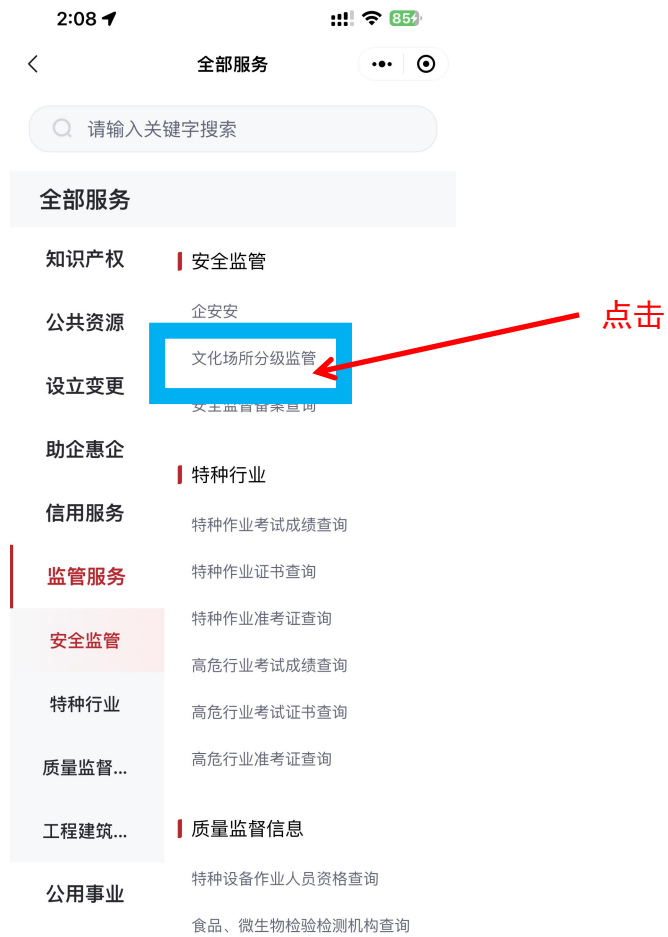 2:08
85
全部服务
请输入关键字搜索
全部服务
知识产权
公共资源
设立变更
助企惠企
信用服务
监管服务
安全监管
特种行业
质量监督...
工程建筑...
公用事业
安全监管
企安安
文化场所分级监管
安全监督备案查询
特种行业
特种作业考试成绩查询
特种作业证书查询
特种作业准考证查询
高危行业考试成绩查询
高危行业考试证书查询
高危行业准考证查询
质量监督信息
特种设备作业人员资格查询
食品、微生物检验检测机构查询
点击